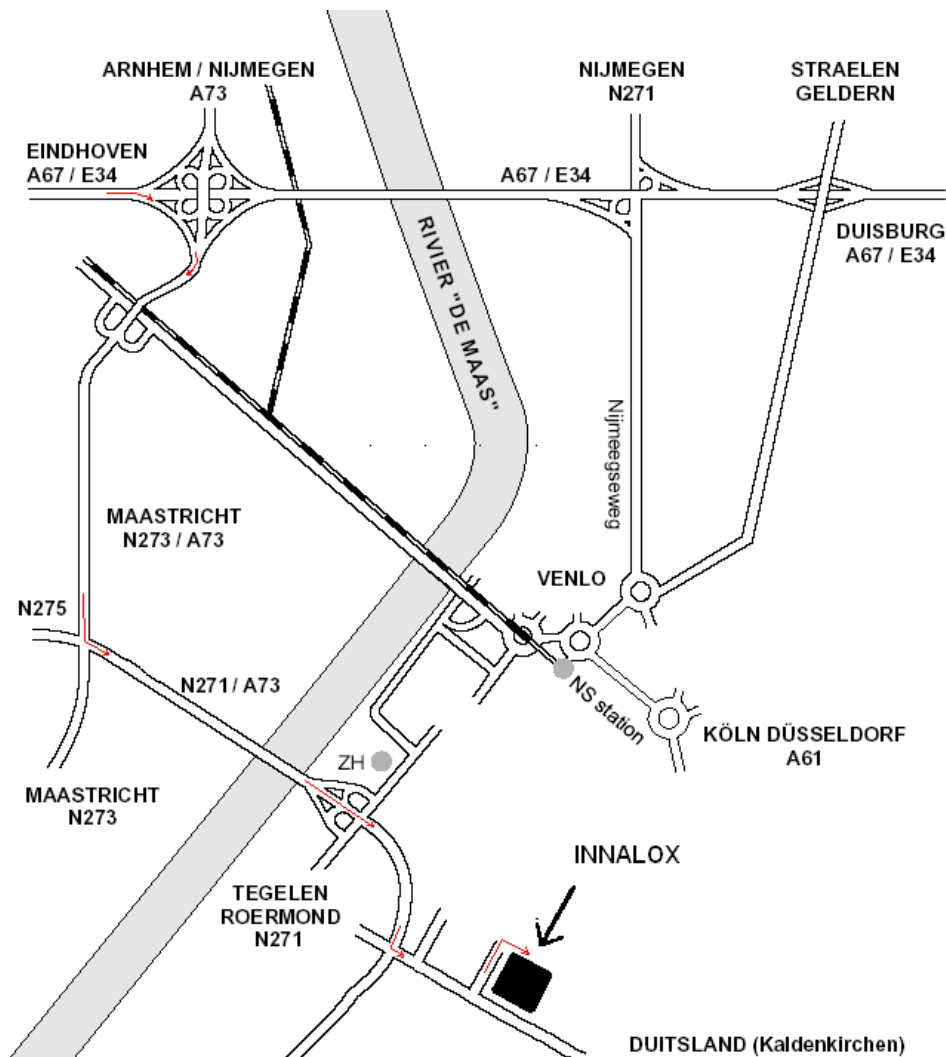 ARNHEM / NIJMEGEN
A73
NIJMEGEN
N271
STRAELEN
GELDERN
EINDHOVEN
A67 / E34
A67 / E34
DUISBURG
A67 / E34
RIVIER "DE MAAS"
Nijmeegseweg
MAASTRICHT
N273 / A73
VENLO
N275
N271 / A73
NS station
KÖLN DÜSSELDORF
A61
ZH
MAASTRICHT
N273
INNALOX
TEGELEN
ROERMOND
N271
DUITSLAND (Kaldenkirchen)